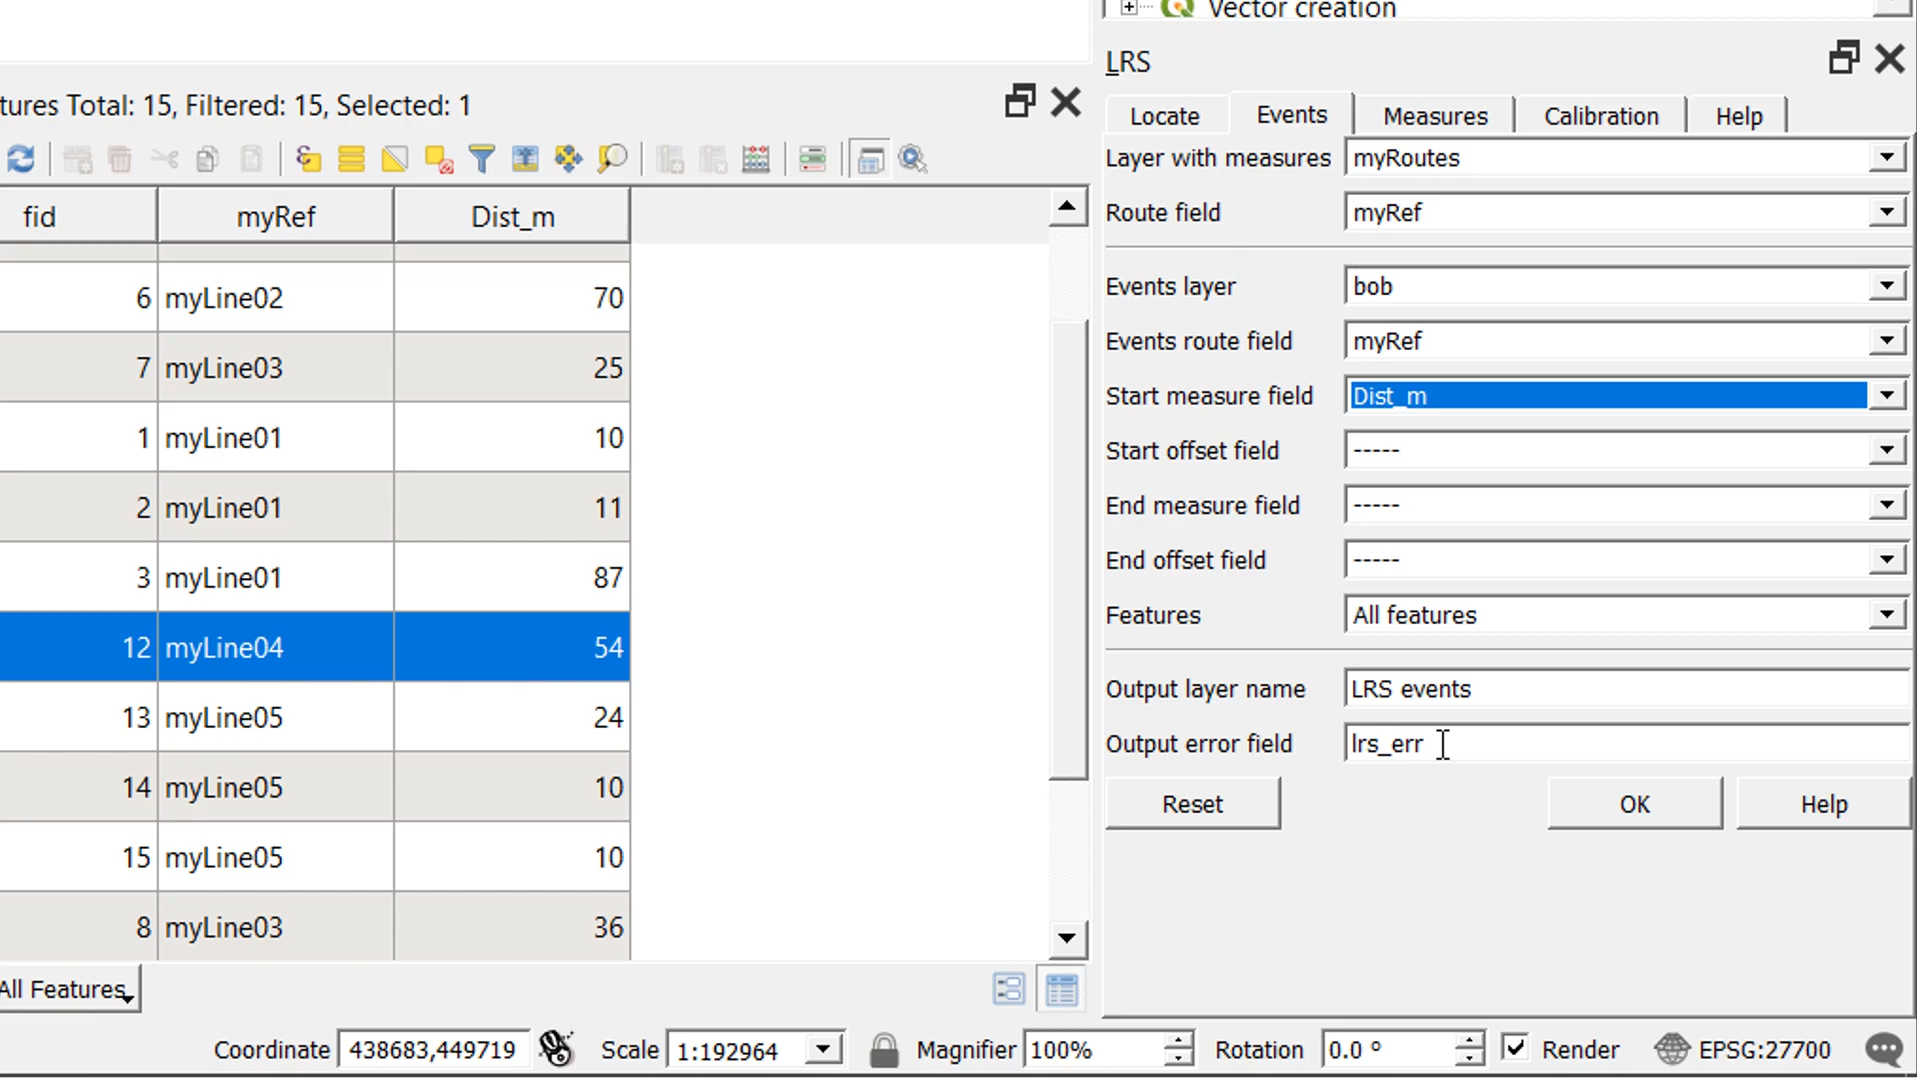 Vector creation
LRS
tures Total: 15, Filtered: 15, Selected: 1
Locate Events Measures Calibration Help
Layer with measures myRoutes
Route field myRef
fid myRef Dist_m
Events layer bob
6 myLine02 70
Events route field myRef
7 myLine03 25
Start measure field Dist_m
1 myLine01 10
Start offset field -----
2 myLine01 11
End measure field -----
3 myLine01 87
End offset field -----
Features All features
12 myLine04 54
Output layer name LRS events
13 myLine05 24
Output error field lrs_err
14 myLine05 10
Reset OK Help
15 myLine05 10
8 myLine03 36
All Features
Coordinate 438683,449719 Scale 1:192964 Magnifier 100% Rotation 0.0 ° Render EPSG:27700